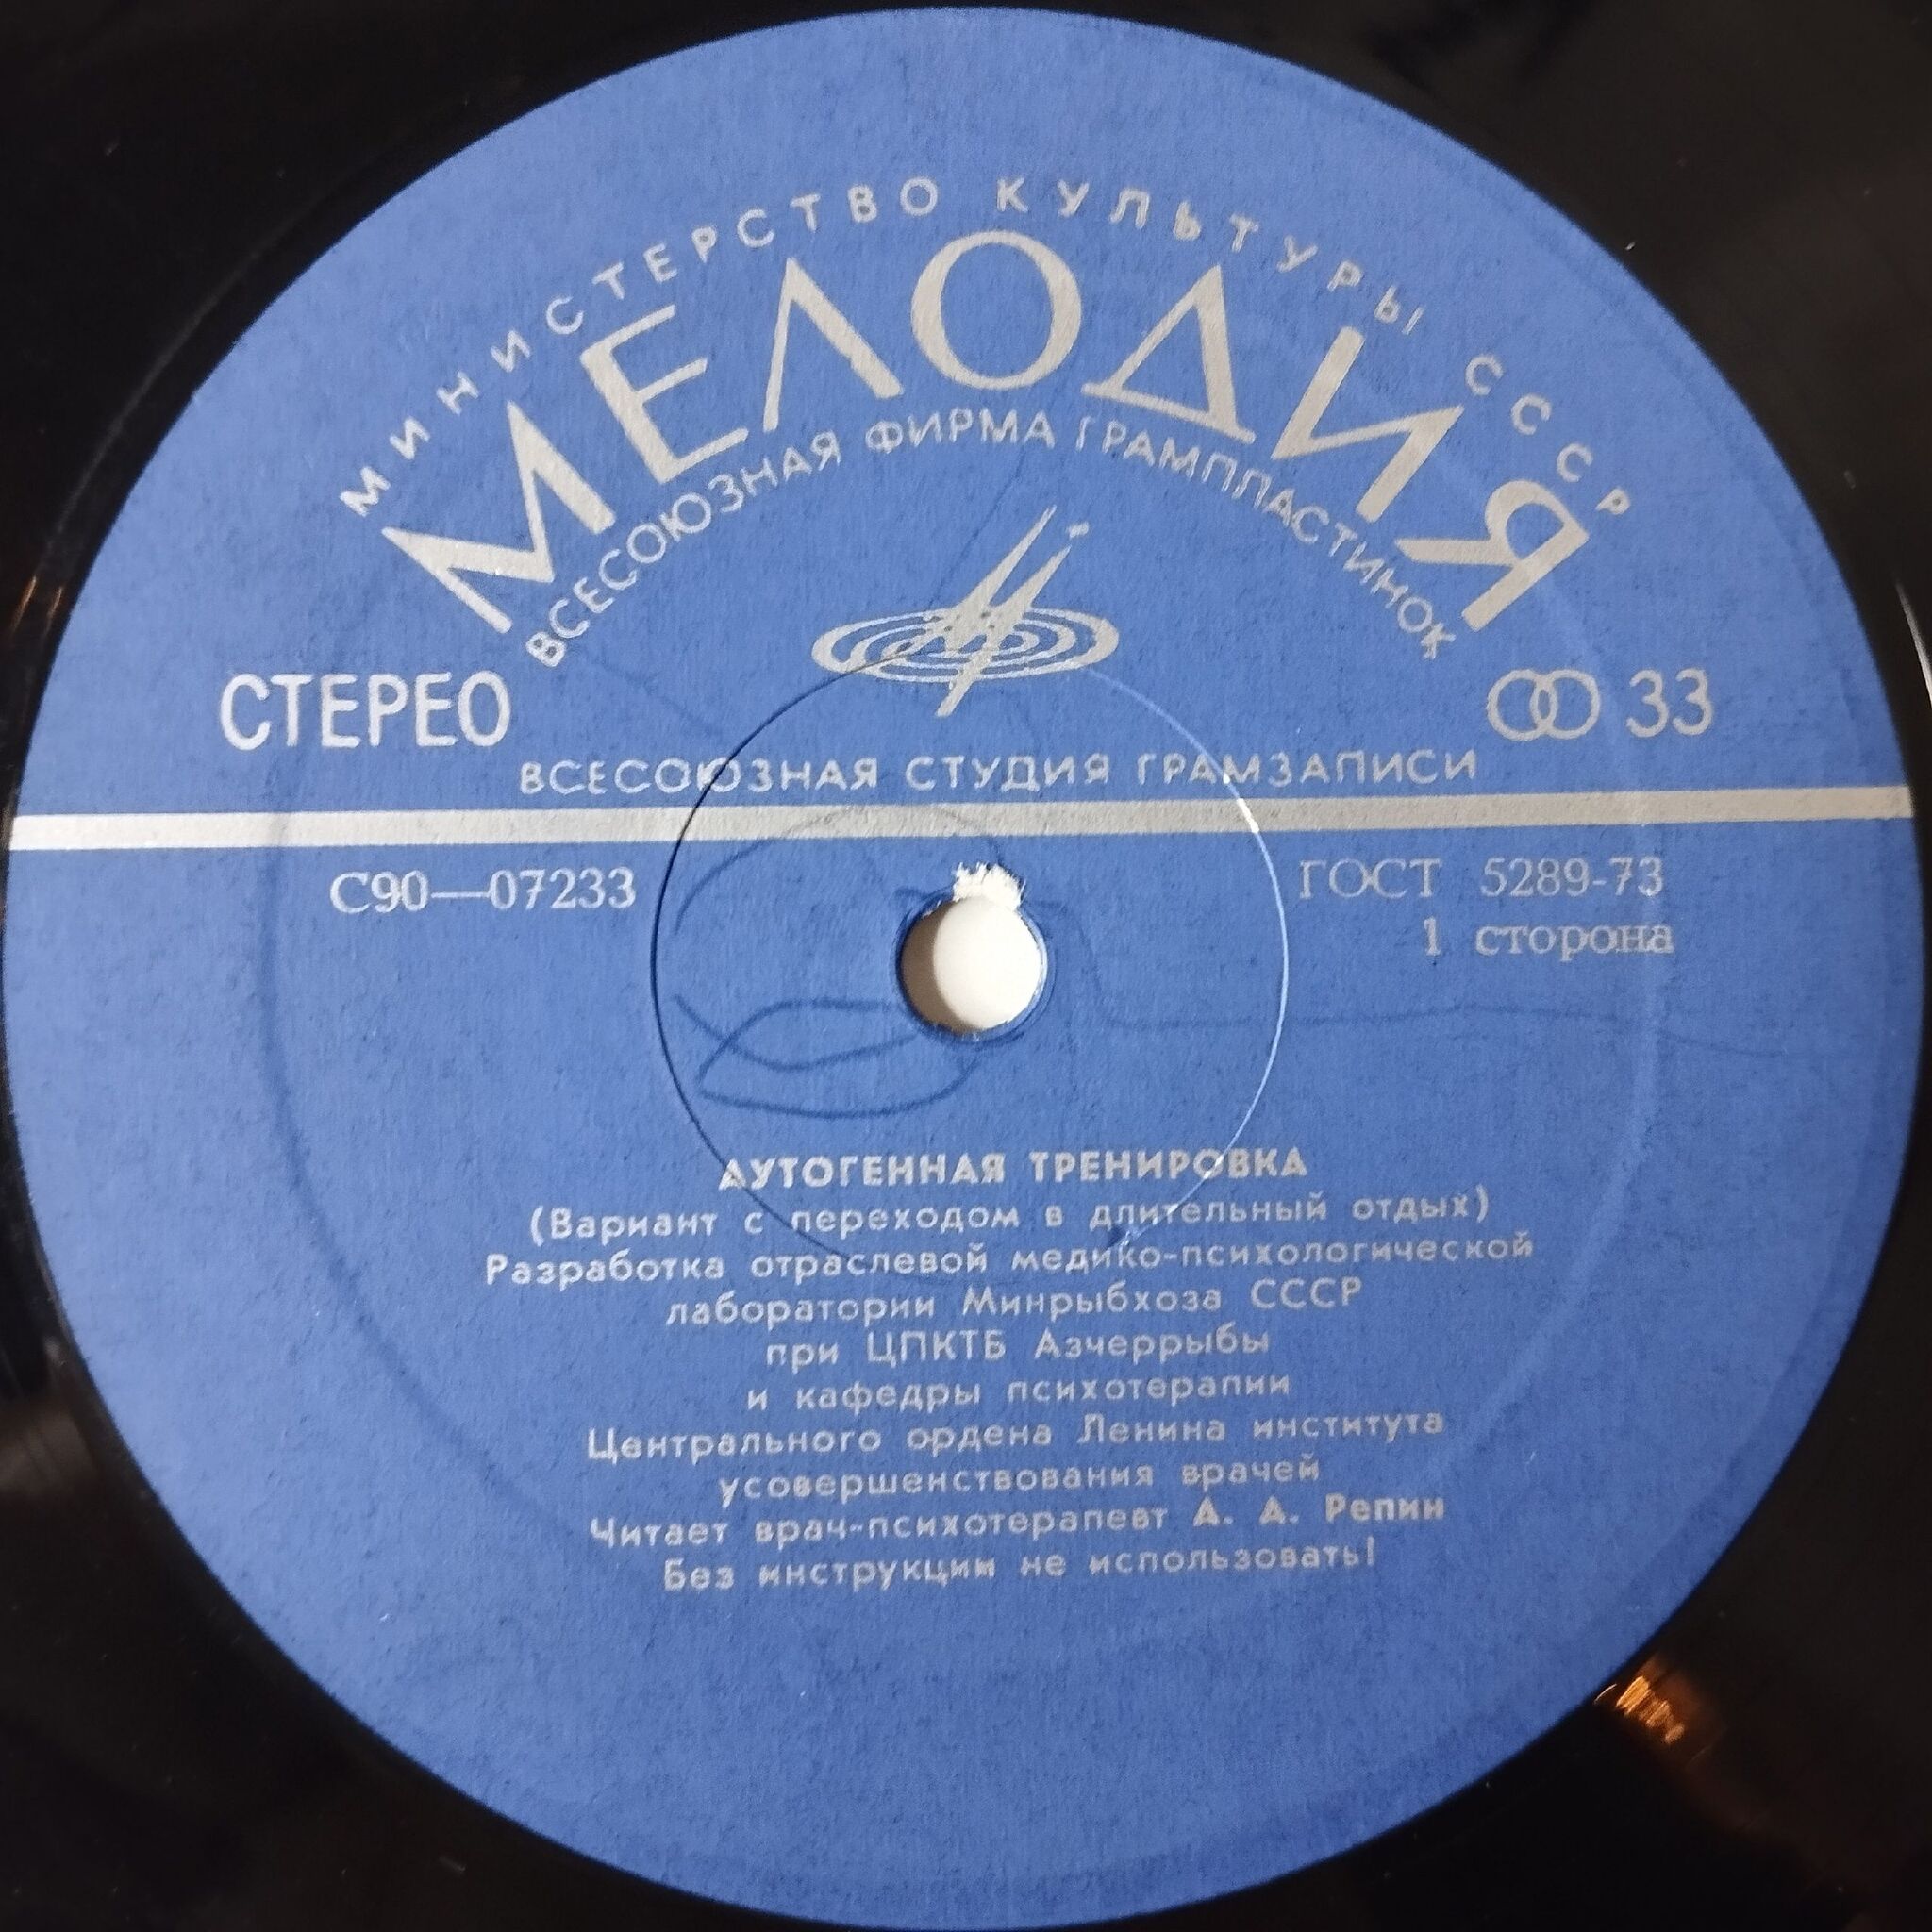 МИНИСТЕРСТВО КУЛЬТУРЫ СССР
МЕЛОДИЯ
ВСЕСОЮЗНАЯ ФИРМА ГРАМПЛАСТИНОК
СТЕРЕО
33
ВСЕСОЮЗНАЯ СТУДИЯ ГРАМЗАПИСИ
С90—07233
ГОСТ 5289-73
1 сторона
АУТОГЕННАЯ ТРЕНИРОВКА
(Вариант с переходом в длительный отдых)
Разработка отраслевой медико-психологической
лаборатории Минрыбхоза СССР
при ЦПКТБ Азчеррыбы
и кафедры психотерапии
Центрального ордена Ленина института
усовершенствования врачей
Читает врач-психотерапевт А. А. Репин
Без инструкции не использовать!